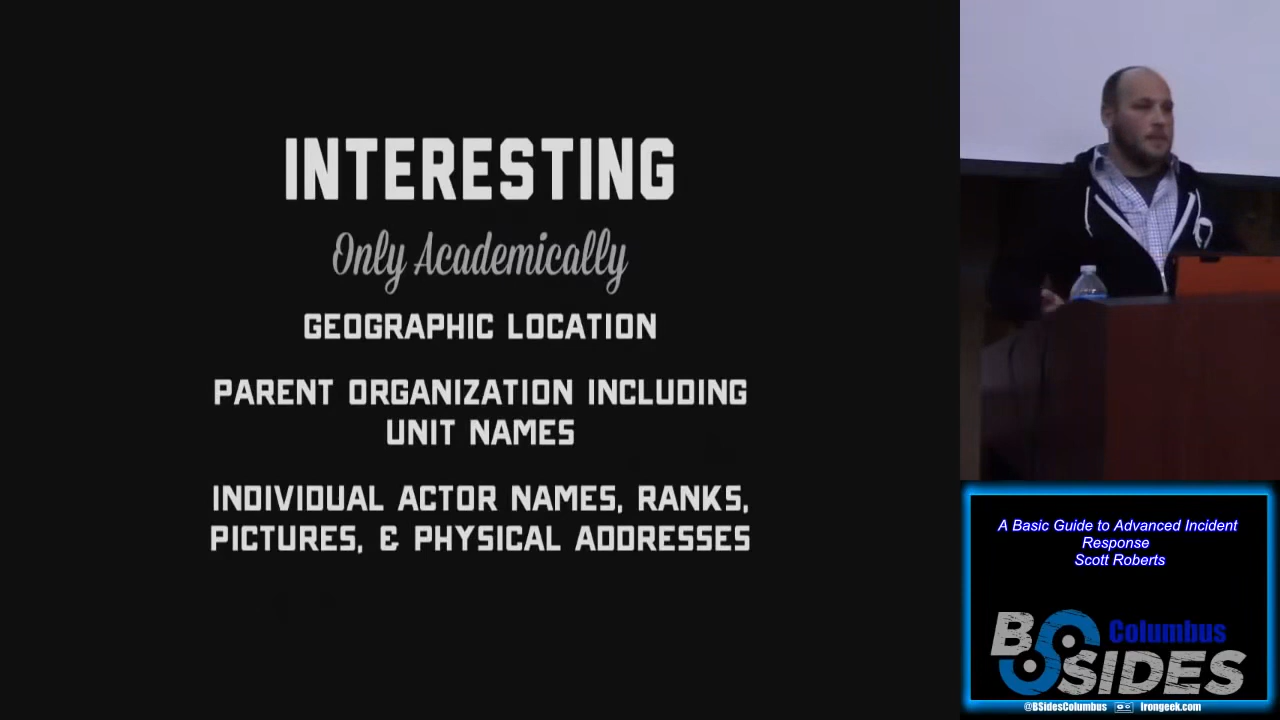 INTERESTING
Only Academically
GEOGRAPHIC LOCATION
PARENT ORGANIZATION INCLUDING
UNIT NAMES
INDIVIDUAL ACTOR NAMES, RANKS,
PICTURES, & PHYSICAL ADDRESSES
A Basic Guide to Advanced Incident
Response
Scott Roberts
Columbus
BSIDES
@BSidesColumbus Irongeek.com